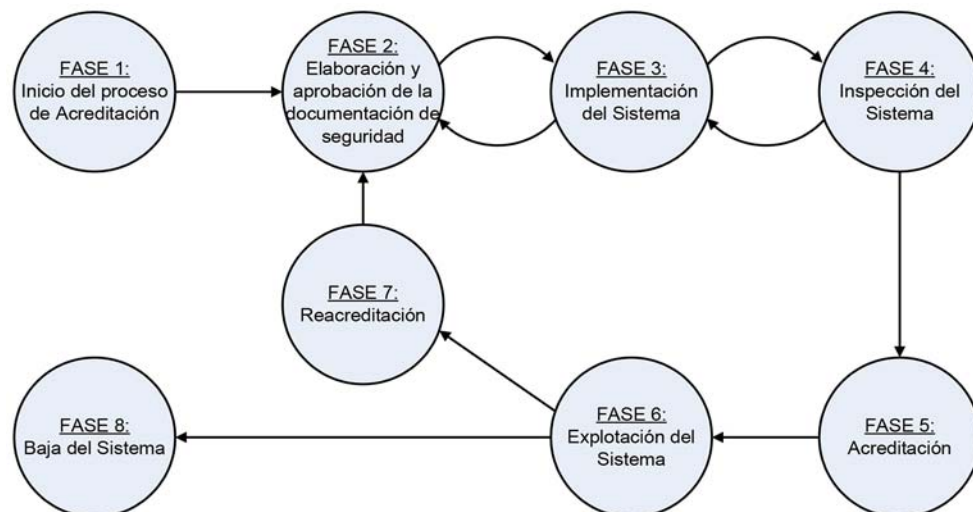 FASE 1:
Inicio del proceso
de Acreditación
FASE 2:
Elaboración y
aprobación de la
documentación de
seguridad
FASE 3:
Implementación
del Sistema
FASE 4:
Inspección del
Sistema
FASE 7:
Reacreditación
FASE 8:
Baja del Sistema
FASE 6:
Explotación del
Sistema
FASE 5:
Acreditación